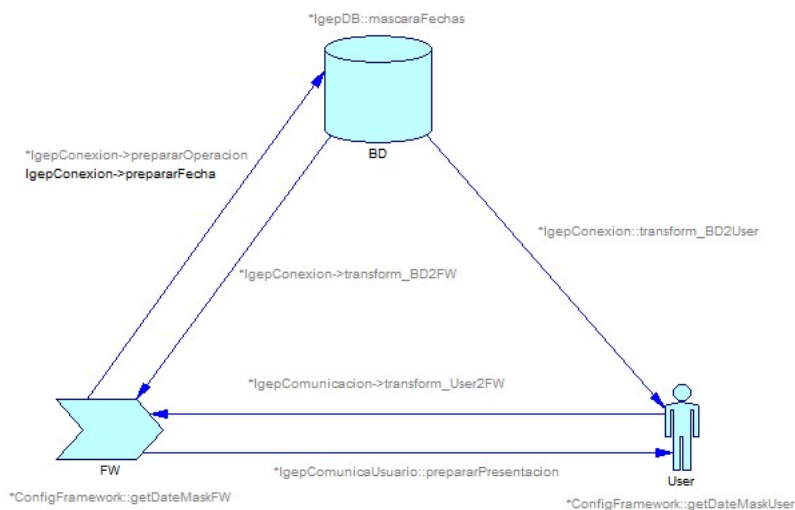 *IgepDB::mascaraFechas
*IgepConexion->prepararOperacion
IgepConexion->prepararFecha
BD
*IgepConexion::transform_BD2User
*IgepConexion->transform_BD2FW
*IgepComunicacion->transform_User2FW
FW
*IgepComunicaUsuario::prepararPresentacion
User
*ConfigFramework::getDateMaskFW
*ConfigFramework::getDateMaskUser